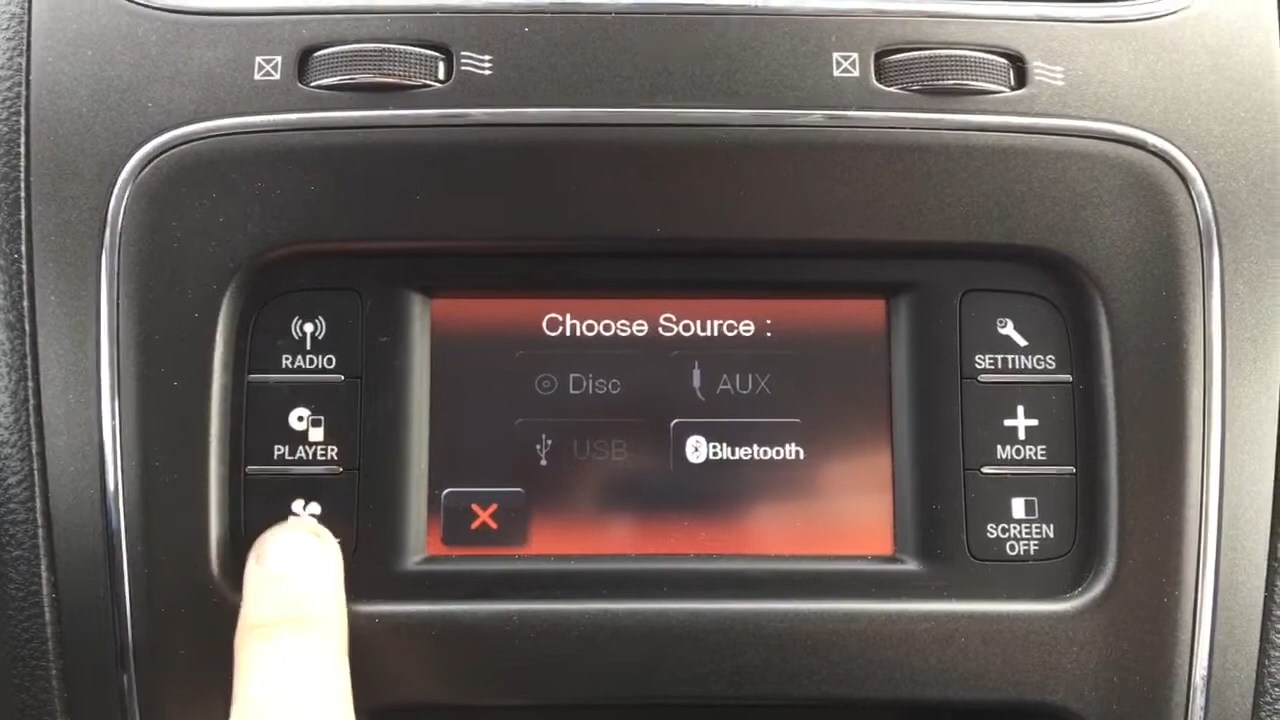 Choose Source :
RADIO
Disc
AUX
SETTINGS
PLAYER
USB
Bluetooth
MORE
SCREEN
OFF